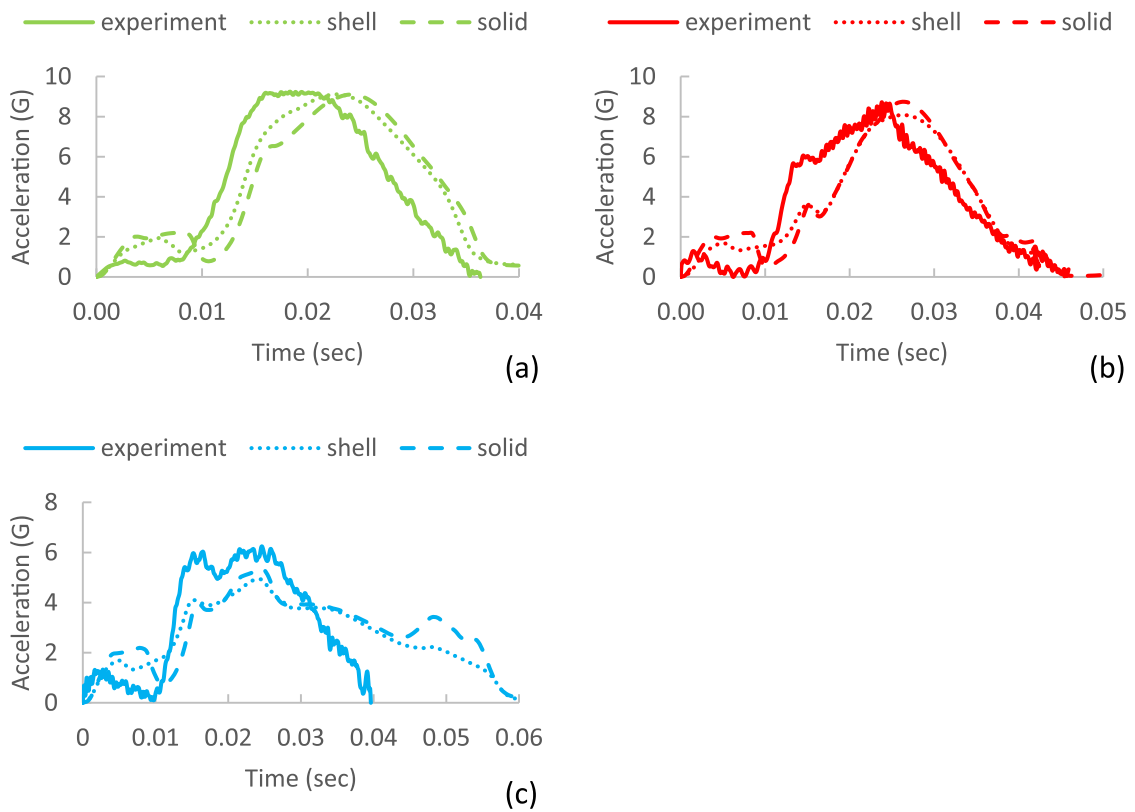 experiment shell solid
Acceleration (G)
10
8
6
4
2
0
0.00 0.01 0.02 0.03 0.04
Time (sec)
(a)
experiment shell solid
Acceleration (G)
10
8
6
4
2
0
0.00 0.01 0.02 0.03 0.04 0.05
Time (sec)
(b)
experiment shell solid
Acceleration (G)
8
6
4
2
0
0 0.01 0.02 0.03 0.04 0.05 0.06
Time (sec)
(c)